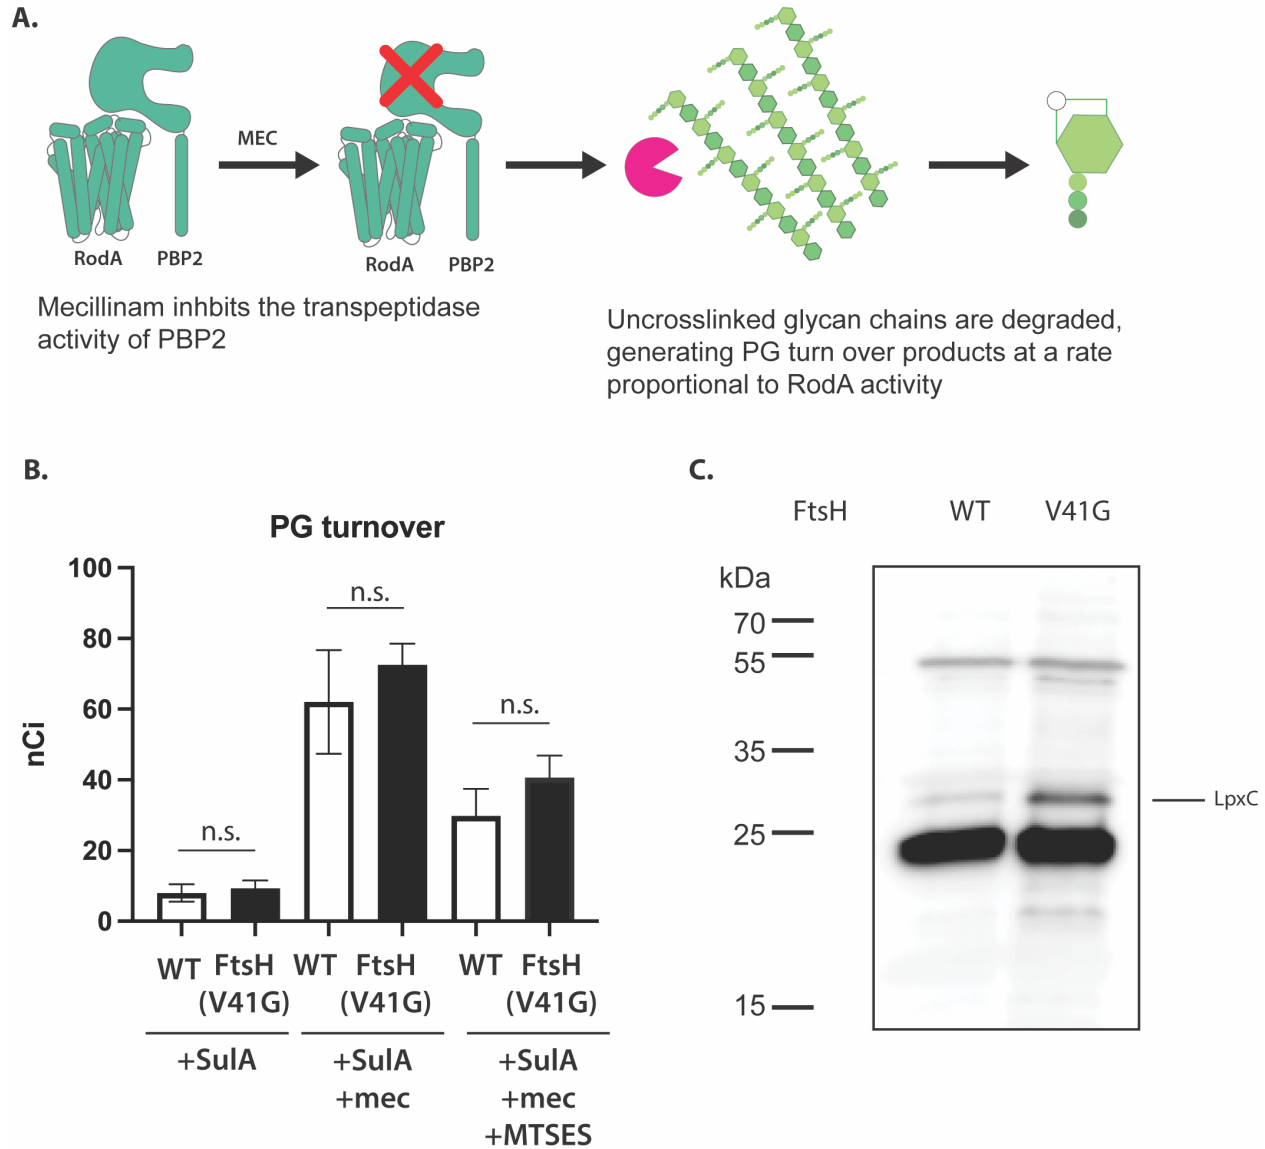 A.
MEC
RodA
PBP2
RodA
PBP2
Mecillinam inhbits the transpeptidase
activity of PBP2
Uncrosslinked glycan chains are degraded,
generating PG turn over products at a rate
proportional to RodA activity
B.
PG turnover
nCi
100
80
60
40
20
0
n.s.
n.s.
n.s.
WT
FtsH
(V41G)
WT
FtsH
(V41G)
WT
FtsH
(V41G)
+SulA
+SulA
+mec
+SulA
+mec
+MTSES
C.
FtsH
WT
V41G
kDa
70
55
35
25
15
LpxC